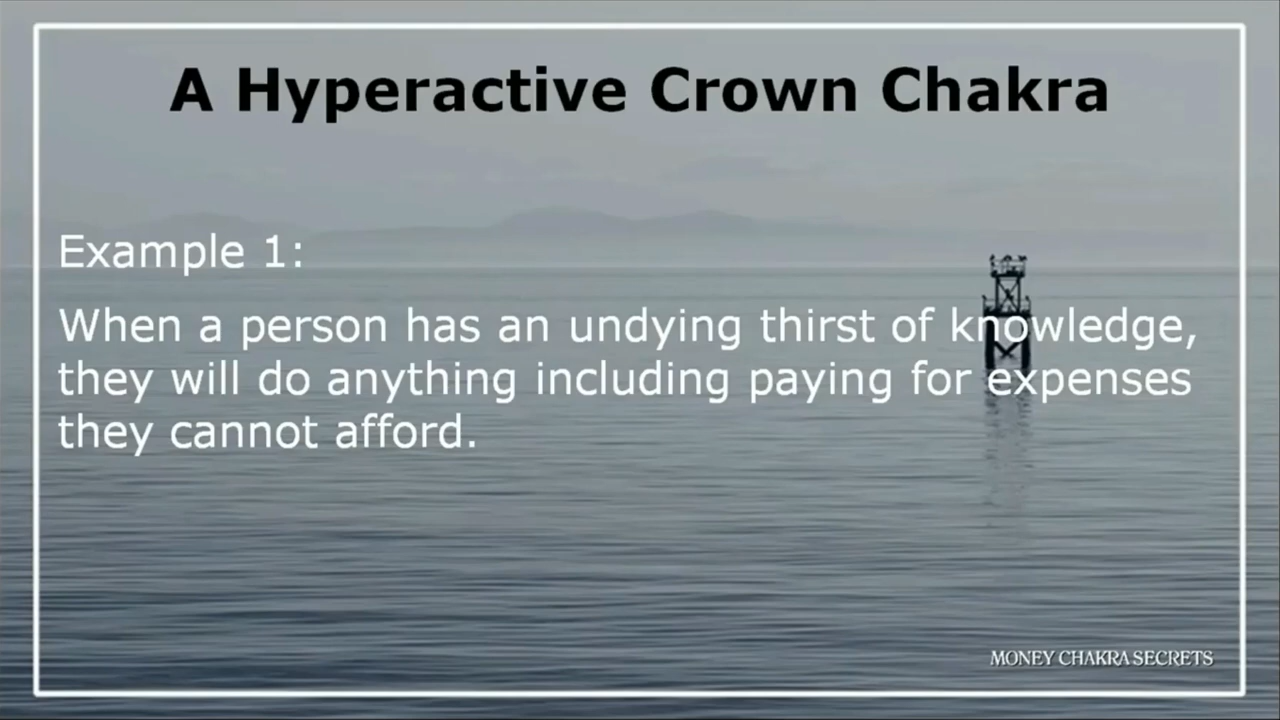 A Hyperactive Crown Chakra
Example 1:
When a person has an undying thirst of knowledge,
they will do anything including paying for expenses
they cannot afford.
MONEY CHAKRA SECRETS